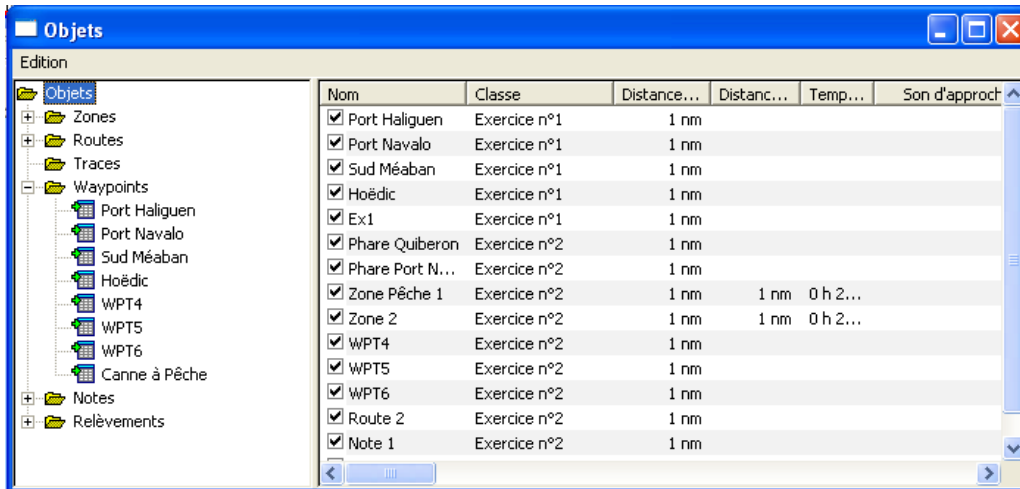 Objets
Edition
Objets
Zones
Routes
Traces
Waypoints
Port Haliguen
Port Navalo
Sud Méaban
Hoëdic
WPT4
WPT5
WPT6
Canne à Pêche
Notes
Relèvements
Nom Classe Distance... Distanc... Temp... Son d'approch
Port Haliguen Exercice n°1 1 nm
Port Navalo Exercice n°1 1 nm
Sud Méaban Exercice n°1 1 nm
Hoëdic Exercice n°1 1 nm
Ex1 Exercice n°1 1 nm
Phare Quiberon Exercice n°2 1 nm
Phare Port N... Exercice n°2 1 nm
Zone Pêche 1 Exercice n°2 1 nm 1 nm 0 h 2...
Zone 2 Exercice n°2 1 nm 1 nm 0 h 2...
WPT4 Exercice n°2 1 nm
WPT5 Exercice n°2 1 nm
WPT6 Exercice n°2 1 nm
Route 2 Exercice n°2 1 nm
Note 1 Exercice n°2 1 nm